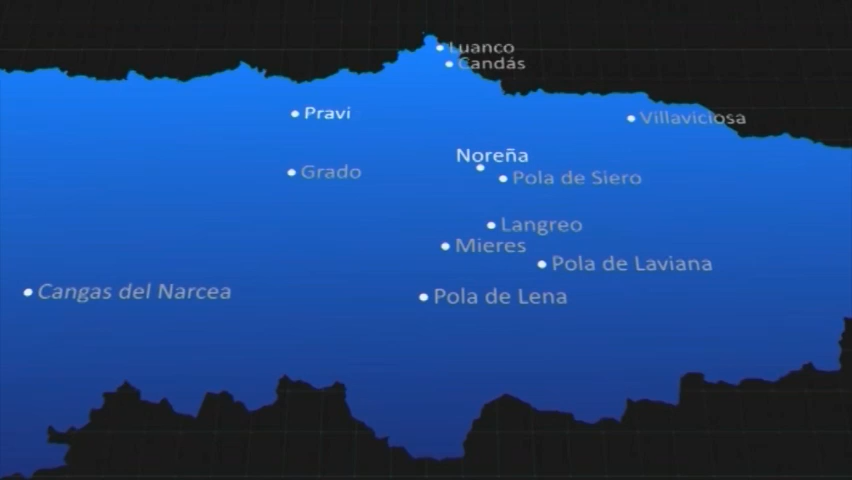 Luanco
Candás
Pravi
Villaviciosa
Noreña
Grado
Pola de Siero
Langreo
Mieres
Pola de Laviana
Cangas del Narcea
Pola de Lena